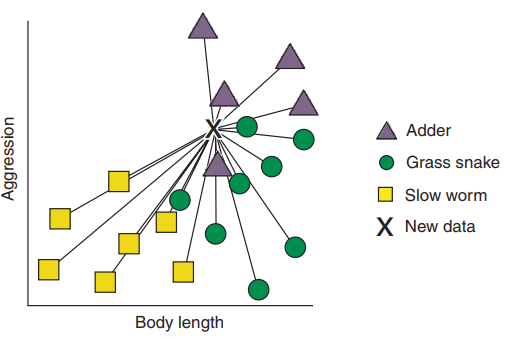 Aggression
Body length
Adder
Grass snake
Slow worm
X New data
X